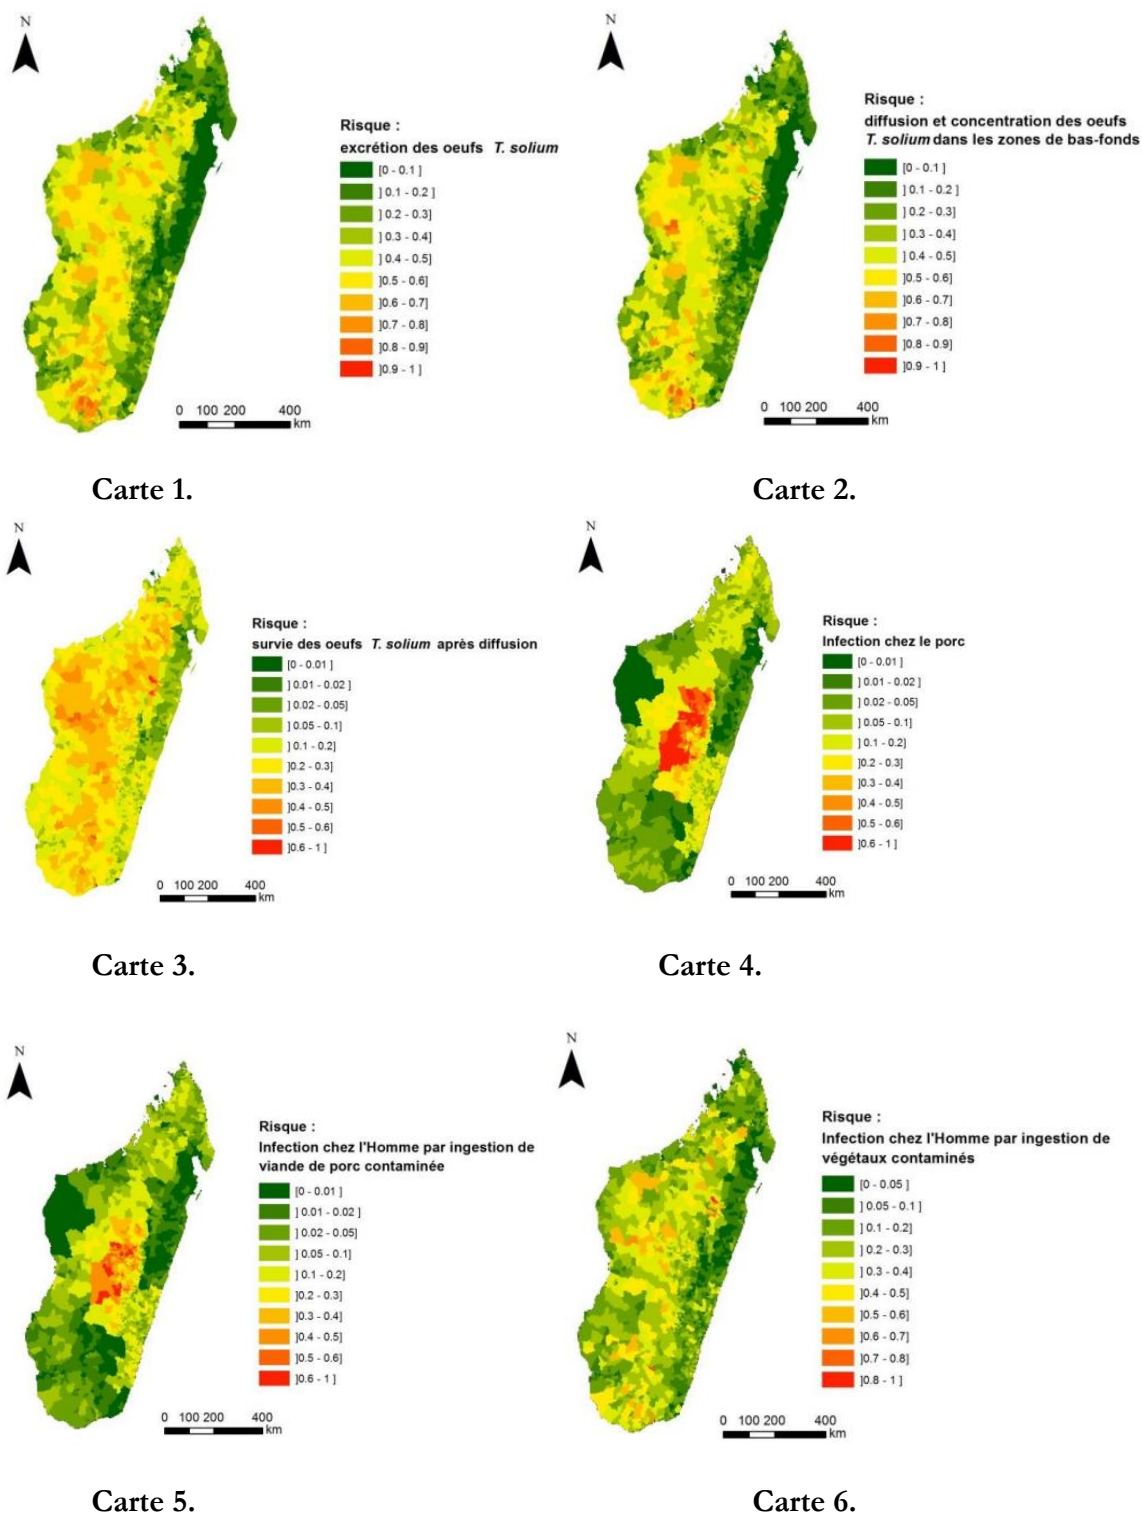 N
Risque :
excrétion des oeufs T. solium
[0 - 0.1 ]
] 0.1 - 0.2 ]
] 0.2 - 0.3]
] 0.3 - 0.4]
] 0.4 - 0.5]
]0.5 - 0.6]
]0.6 - 0.7]
]0.7 - 0.8]
]0.8 - 0.9]
]0.9 - 1 ]
0 100 200 400
km
Carte 1.
N
Risque :
diffusion et concentration des oeufs
T. solium dans les zones de bas-fonds
[0 - 0.1 ]
] 0.1 - 0.2 ]
] 0.2 - 0.3]
] 0.3 - 0.4]
] 0.4 - 0.5]
]0.5 - 0.6]
]0.6 - 0.7]
]0.7 - 0.8]
]0.8 - 0.9]
]0.9 - 1 ]
0 100 200 400
km
Carte 2.
N
Risque :
survie des oeufs T. solium après diffusion
[0 - 0.01 ]
] 0.01 - 0.02 ]
] 0.02 - 0.05]
] 0.05 - 0.1]
] 0.1 - 0.2]
]0.2 - 0.3]
]0.3 - 0.4]
]0.4 - 0.5]
]0.5 - 0.6]
]0.6 - 1 ]
0 100 200 400
km
Carte 3.
N
Risque :
Infection chez le porc
[0 - 0.01 ]
] 0.01 - 0.02 ]
] 0.02 - 0.05]
] 0.05 - 0.1]
] 0.1 - 0.2]
]0.2 - 0.3]
]0.3 - 0.4]
]0.4 - 0.5]
]0.5 - 0.6]
]0.6 - 1 ]
0 100 200 400
km
Carte 4.
N
Risque :
Infection chez l'Homme par ingestion de
viande de porc contaminée
[0 - 0.01 ]
] 0.01 - 0.02 ]
] 0.02 - 0.05]
] 0.05 - 0.1]
] 0.1 - 0.2]
]0.2 - 0.3]
]0.3 - 0.4]
]0.4 - 0.5]
]0.5 - 0.6]
]0.6 - 1 ]
0 100 200 400
km
Carte 5.
N
Risque :
Infection chez l'Homme par ingestion de
végétaux contaminés
[0 - 0.05 ]
] 0.05 - 0.1 ]
] 0.1 - 0.2]
] 0.2 - 0.3]
] 0.3 - 0.4]
]0.4 - 0.5]
]0.5 - 0.6]
]0.6 - 0.7]
]0.7 - 0.8]
]0.8 - 1 ]
0 100 200 400
km
Carte 6.